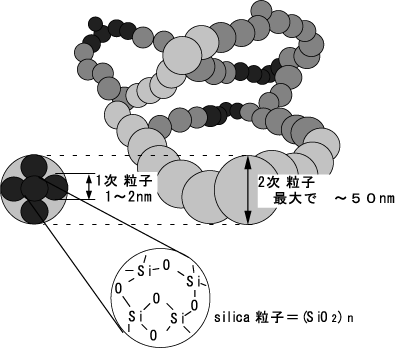 1次 粒子
1～2nm
2次 粒子
最大で ～５０nm
Si O Si
O O O
Si Si
O
silica 粒子＝(SiO2) n